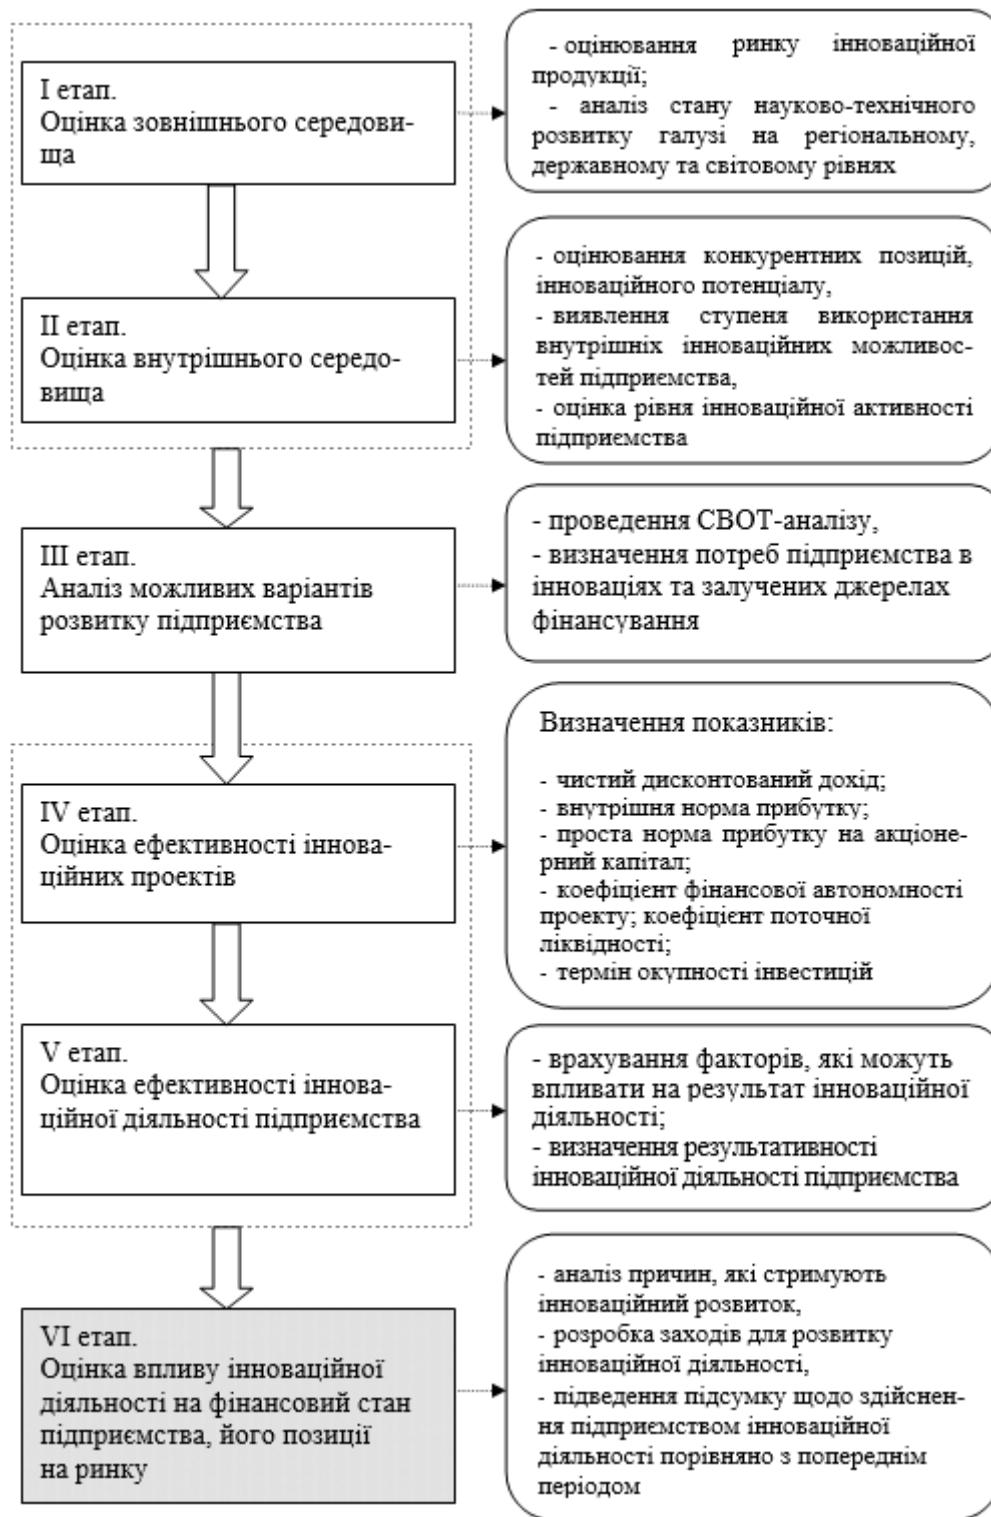 І етап.
Оцінка зовнішнього середови-
ща
- оцінювання ринку інноваційної
продукції;
- аналіз стану науково-технічного
розвитку галузі на регіональному,
державному та світовому рівнях
ІІ етап.
Оцінка внутрішнього середо-
вища
- оцінювання конкурентних позицій,
інноваційного потенціалу,
- виявлення ступеня використання
внутрішніх інноваційних можливос-
тей підприємства,
- оцінка рівня інноваційної активності
підприємства
ІІІ етап.
Аналіз можливих варіантів
розвитку підприємства
- проведення СВОТ-аналізу,
- визначення потреб підприємства в
інноваціях та залучених джерелах
фінансування
IV етап.
Оцінка ефективності іннова-
ційних проектів
Визначення показників:
- чистий дисконтований дохід;
- внутрішня норма прибутку;
- проста норма прибутку на акціоне-
рний капітал;
- коефіцієнт фінансової автономності
проекту; коефіцієнт поточної
ліквідності;
- термін окупності інвестицій
V етап.
Оцінка ефективності іннова-
ційної діяльності підприємства
- врахування факторів, які можуть
впливати на результат інноваційної
діяльності;
- визначення результативності
інноваційної діяльності підприємства
VI етап.
Оцінка впливу інноваційної
діяльності на фінансовий стан
підприємства, його позиції
на ринку
- аналіз причин, які стримують
інноваційний розвиток,
- розробка заходів для розвитку
інноваційної діяльності,
- підведення підсумку щодо здійснен-
ня підприємством інноваційної
діяльності порівняно з попереднім
періодом